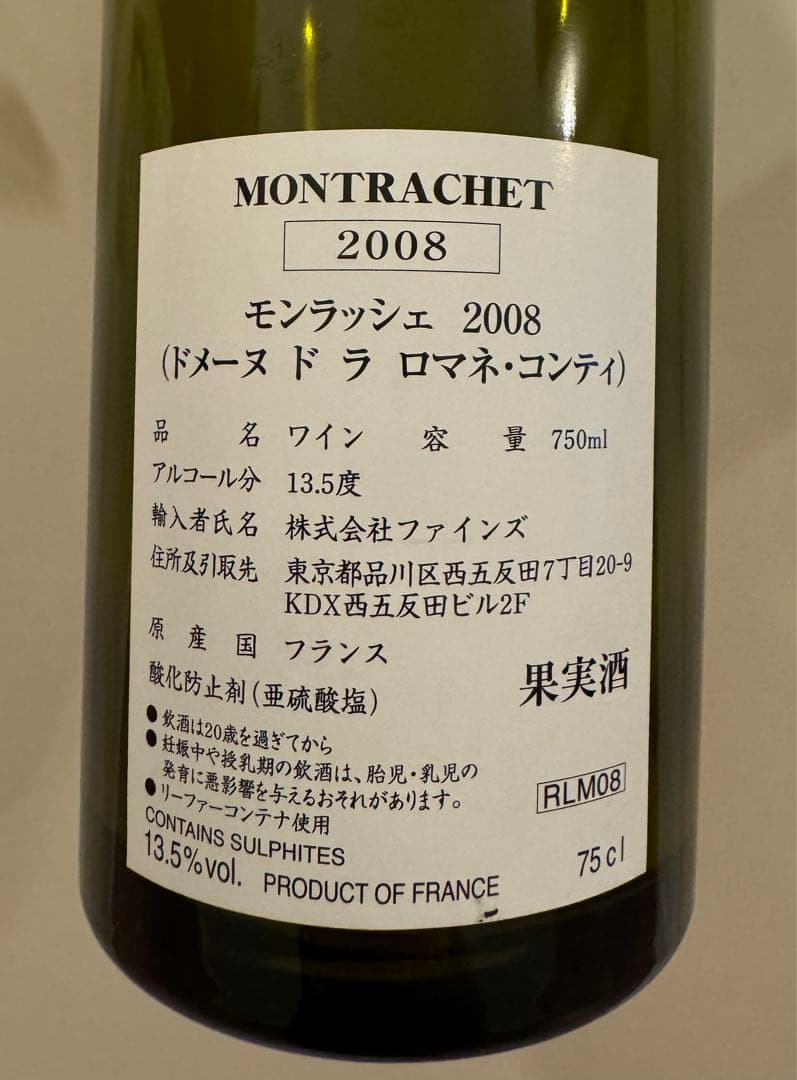 MONTRACHET
2008
モンラッシェ 2008
(ドメーヌ ド ラ ロマネ・コンティ)
品名 ワイン 容量 750ml
アルコール分 13.5度
輸入者氏名 株式会社ファインズ
住所及引取先 東京都品川区西五反田7丁目20-9
KDX西五反田ビル2F
原産国 フランス
酸化防止剤(亜硫酸塩)
果実酒
●飲酒は20歳を過ぎてから
●妊娠中や授乳期の飲酒は、胎児・乳児の
発育に悪影響を与えるおそれがあります。
●リーファーコンテナ使用
RLM08
CONTAINS SULPHITES
13.5%vol. PRODUCT OF FRANCE 75cl